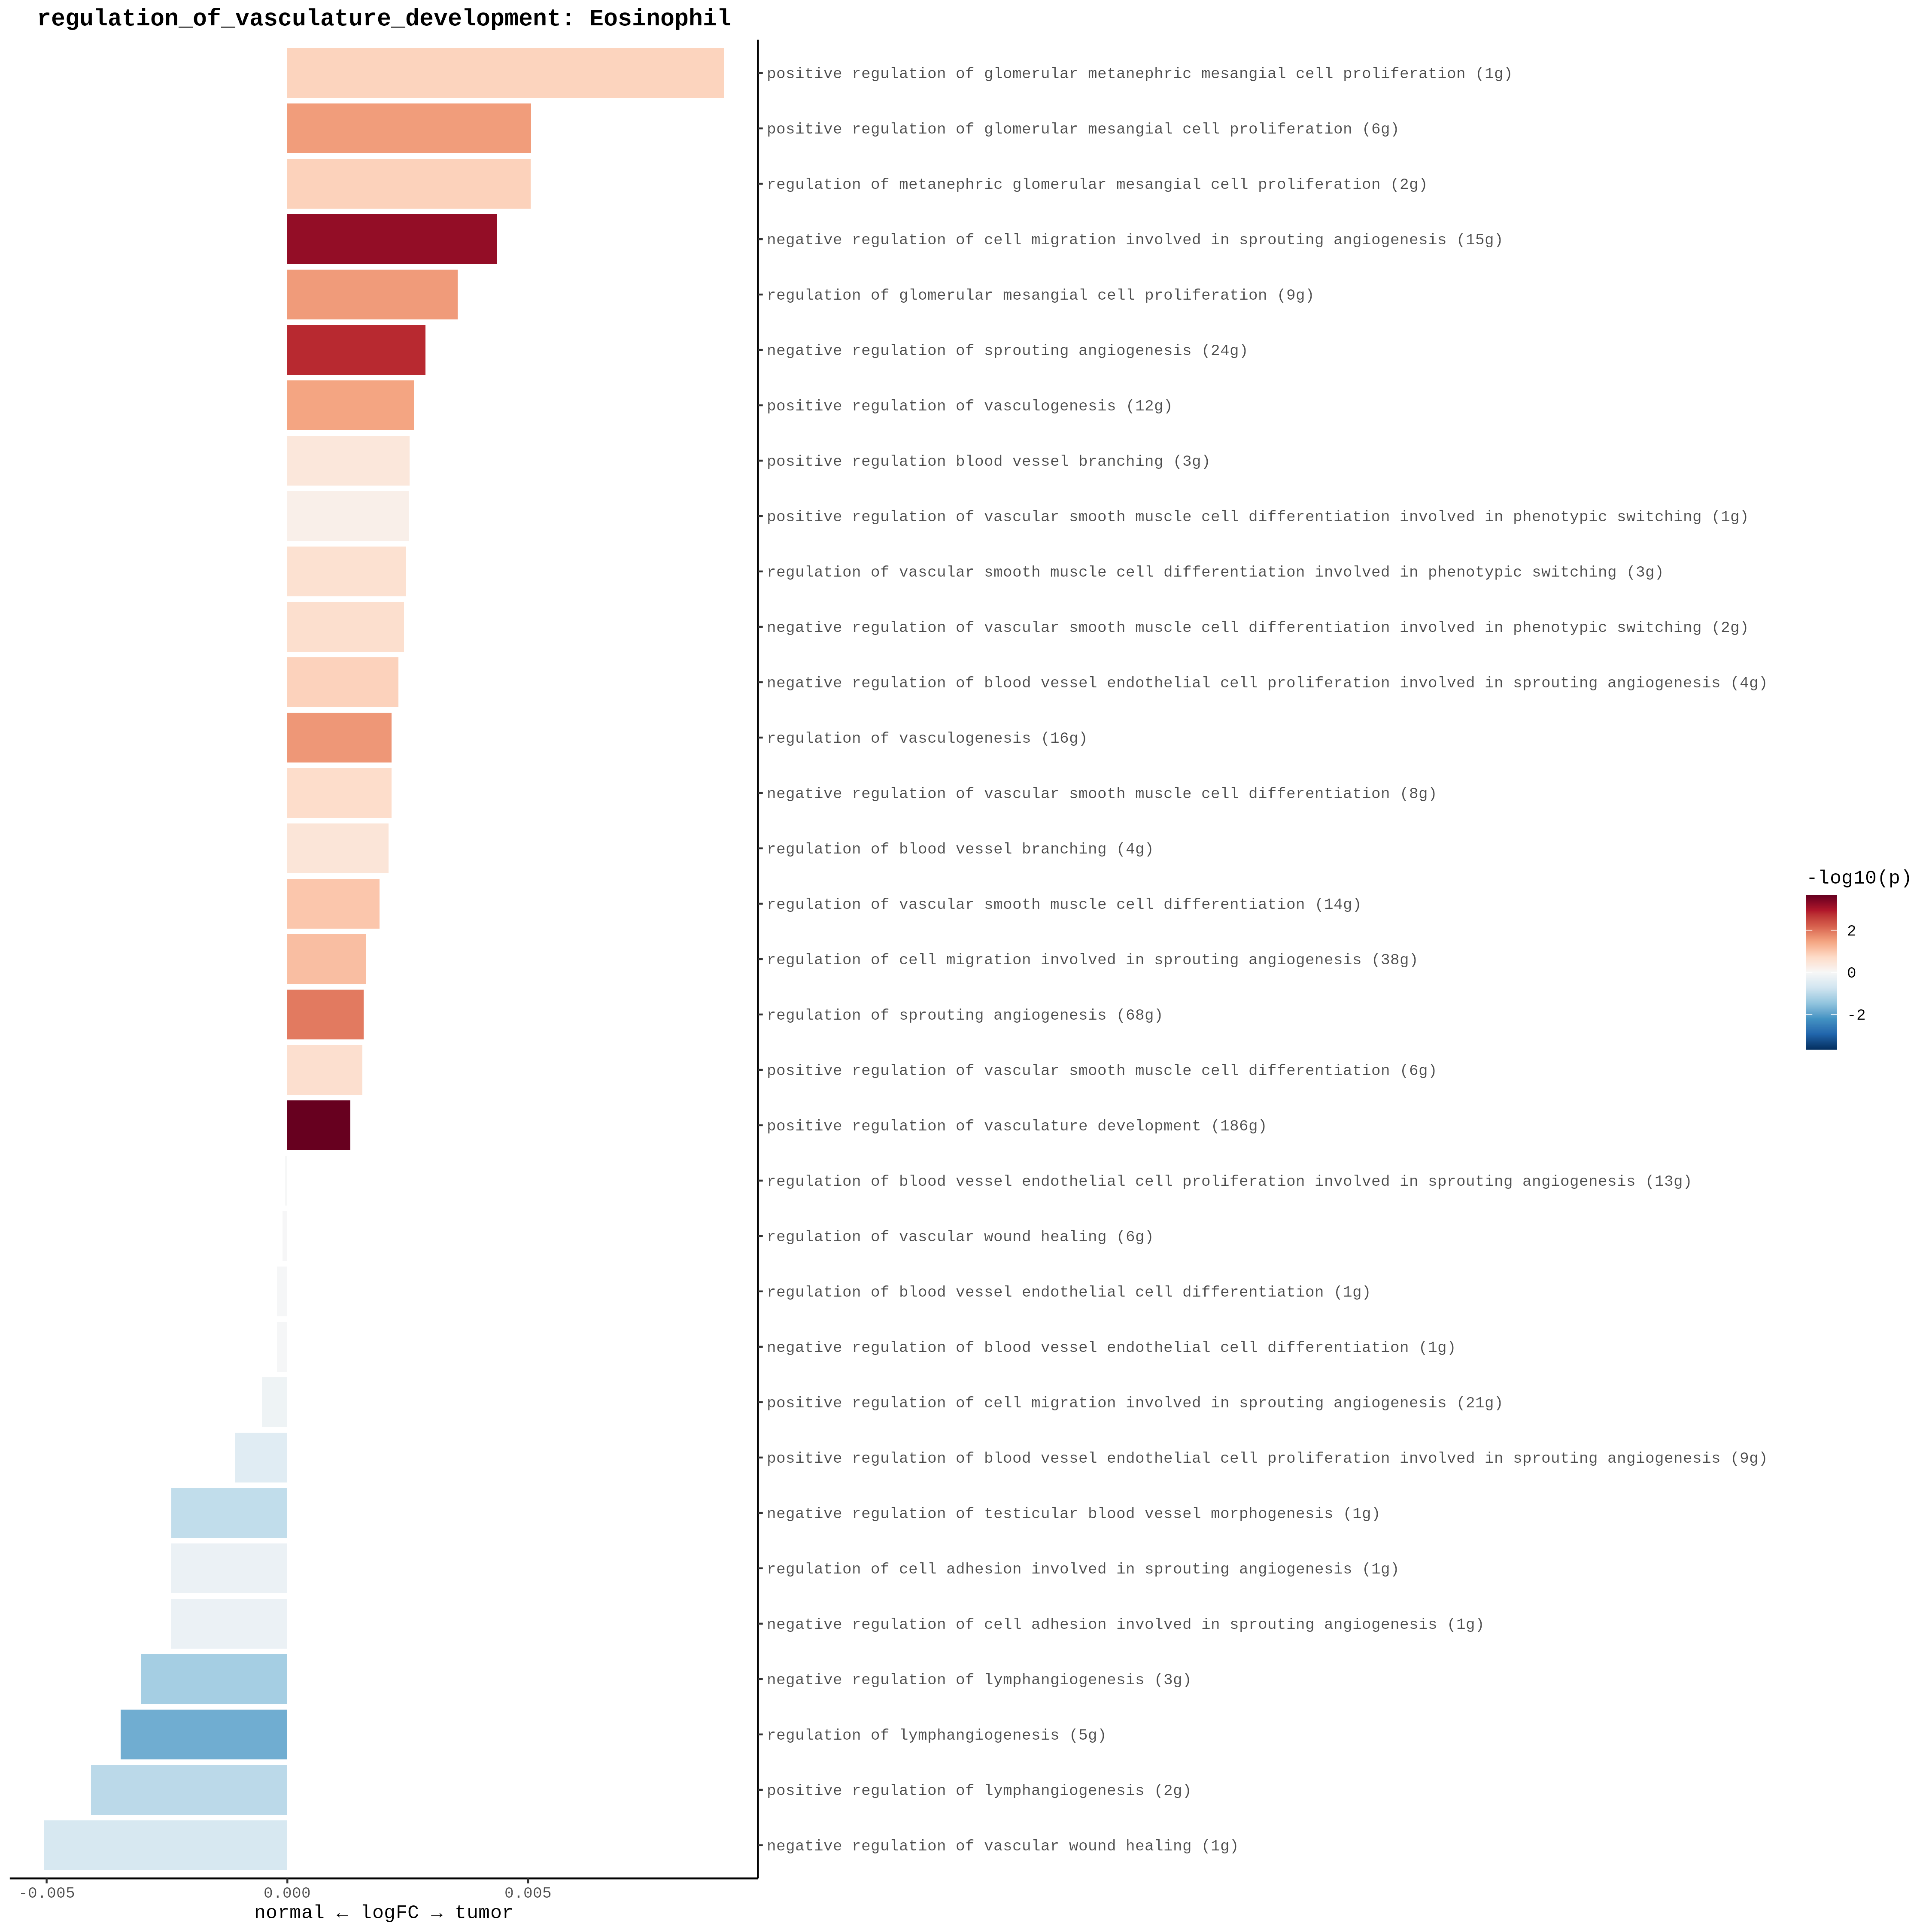 regulation_of_vasculature_development: Eosinophil
positive regulation of glomerular metanephric mesangial cell proliferation (1g)
positive regulation of glomerular mesangial cell proliferation (6g)
regulation of metanephric glomerular mesangial cell proliferation (2g)
negative regulation of cell migration involved in sprouting angiogenesis (15g)
regulation of glomerular mesangial cell proliferation (9g)
negative regulation of sprouting angiogenesis (24g)
positive regulation of vasculogenesis (12g)
positive regulation blood vessel branching (3g)
positive regulation of vascular smooth muscle cell differentiation involved in phenotypic switching (1g)
regulation of vascular smooth muscle cell differentiation involved in phenotypic switching (3g)
negative regulation of vascular smooth muscle cell differentiation involved in phenotypic switching (2g)
negative regulation of blood vessel endothelial cell proliferation involved in sprouting angiogenesis (4g)
regulation of vasculogenesis (16g)
negative regulation of vascular smooth muscle cell differentiation (8g)
regulation of blood vessel branching (4g)
regulation of vascular smooth muscle cell differentiation (14g)
regulation of cell migration involved in sprouting angiogenesis (38g)
regulation of sprouting angiogenesis (68g)
positive regulation of vascular smooth muscle cell differentiation (6g)
positive regulation of vasculature development (186g)
regulation of blood vessel endothelial cell proliferation involved in sprouting angiogenesis (13g)
regulation of vascular wound healing (6g)
regulation of blood vessel endothelial cell differentiation (1g)
negative regulation of blood vessel endothelial cell differentiation (1g)
positive regulation of cell migration involved in sprouting angiogenesis (21g)
positive regulation of blood vessel endothelial cell proliferation involved in sprouting angiogenesis (9g)
negative regulation of testicular blood vessel morphogenesis (1g)
regulation of cell adhesion involved in sprouting angiogenesis (1g)
negative regulation of cell adhesion involved in sprouting angiogenesis (1g)
negative regulation of lymphangiogenesis (3g)
regulation of lymphangiogenesis (5g)
positive regulation of lymphangiogenesis (2g)
negative regulation of vascular wound healing (1g)
-0.005 0.000 0.005
normal ← logFC → tumor
-log10(p)
2
0
-2